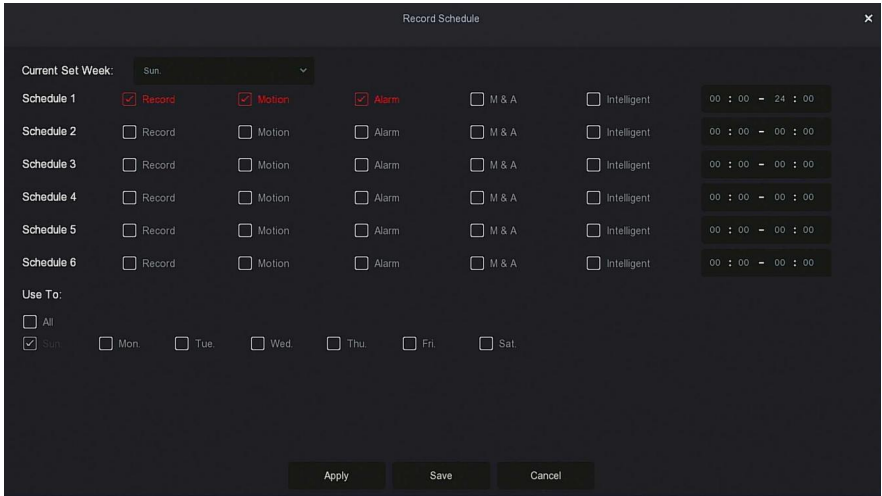 Record Schedule
Current Set Week: Sun.
Schedule 1 Record Motion Alarm M & A Intelligent 00 : 00 - 24 : 00
Schedule 2 Record Motion Alarm M & A Intelligent 00 : 00 - 00 : 00
Schedule 3 Record Motion Alarm M & A Intelligent 00 : 00 - 00 : 00
Schedule 4 Record Motion Alarm M & A Intelligent 00 : 00 - 00 : 00
Schedule 5 Record Motion Alarm M & A Intelligent 00 : 00 - 00 : 00
Schedule 6 Record Motion Alarm M & A Intelligent 00 : 00 - 00 : 00
Use To:
All
Sun. Mon. Tue. Wed. Thu. Fri. Sat.
Apply Save Cancel